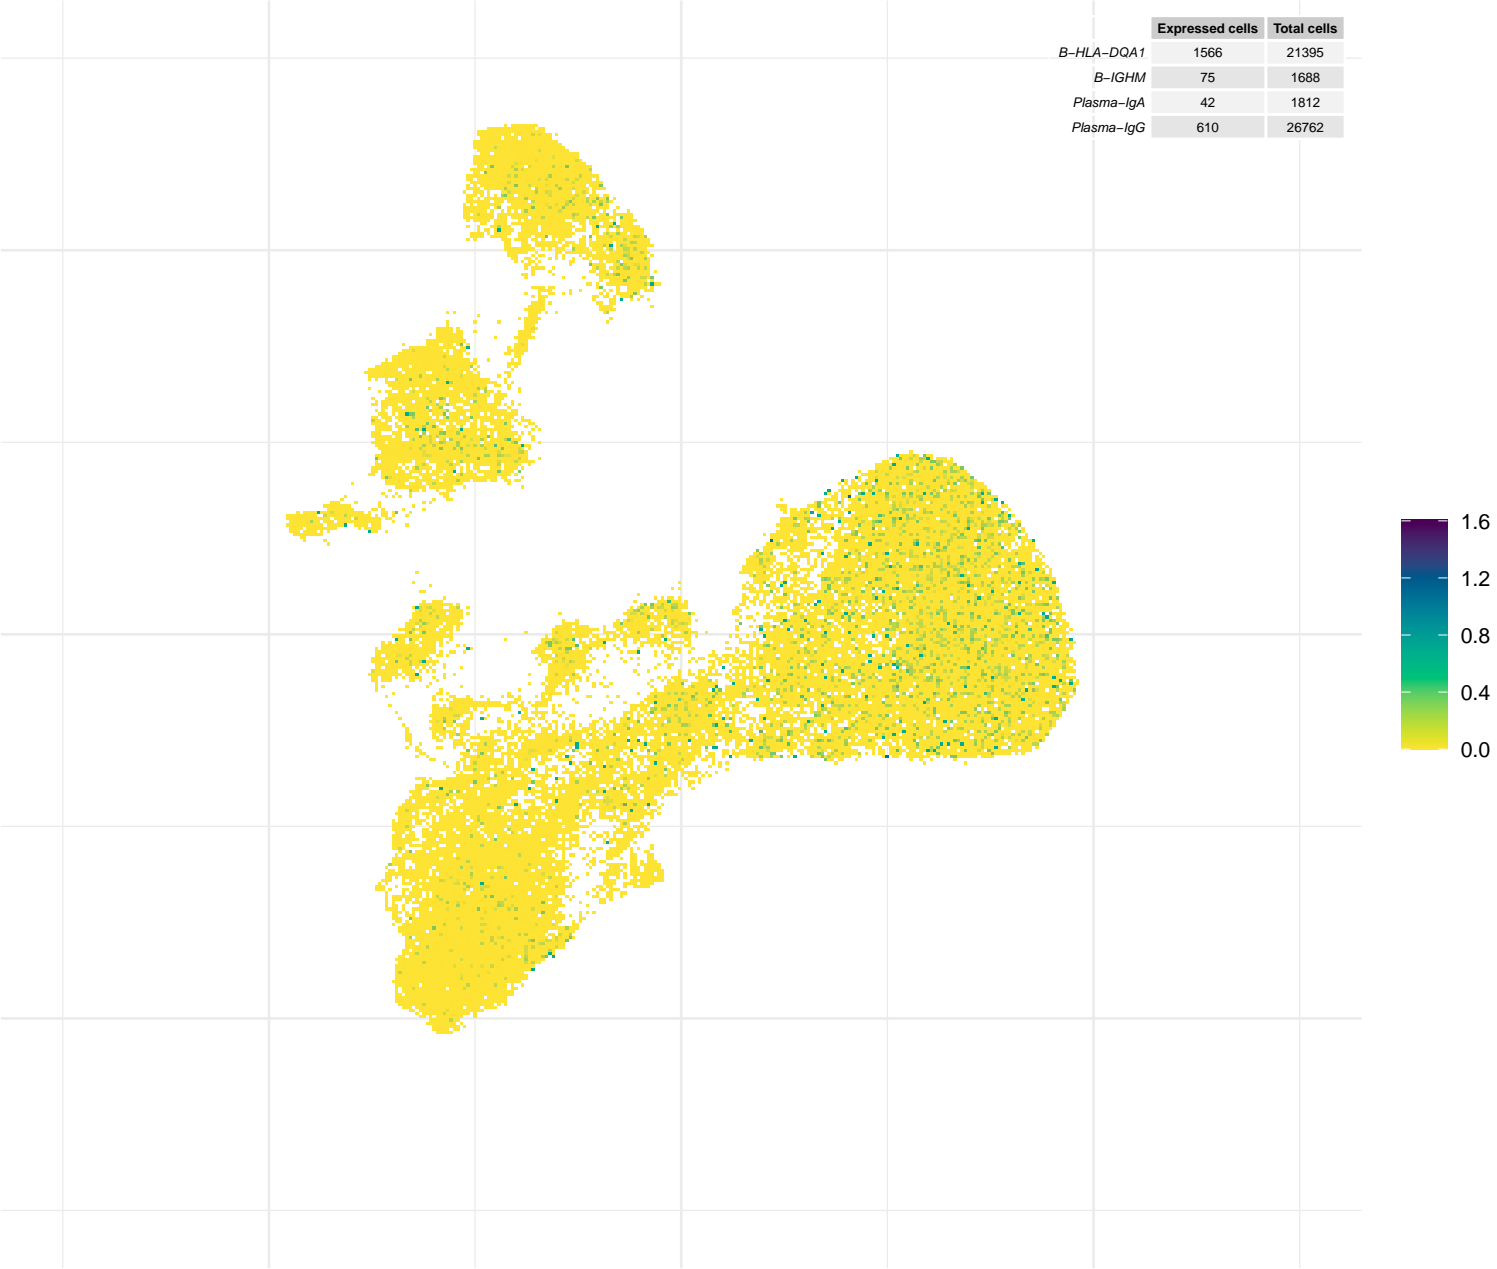 Expressed cells Total cells
B−HLA−DQA1 1566 21395
B−IGHM 75 1688
Plasma−IgA 42 1812
Plasma−IgG 610 26762
1.6
1.2
0.8
0.4
0.0